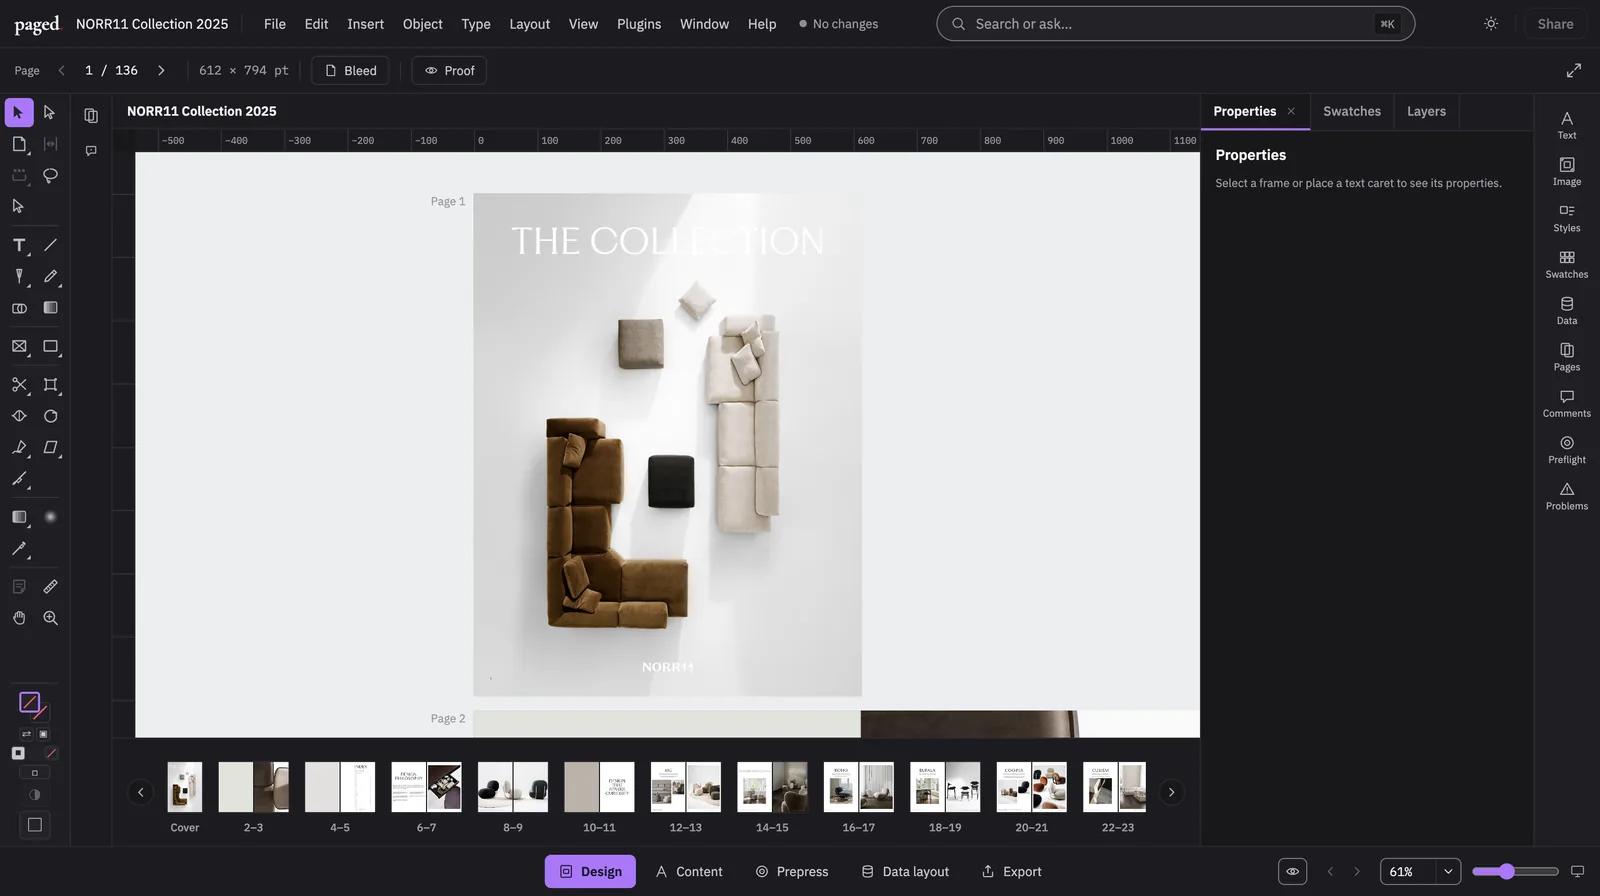 paged
NORR11 Collection 2025
File Edit Insert Object Type Layout View Plugins Window Help
No changes
Search or ask...
⌘K
Share
Page
1 / 136
612 × 794 pt
Bleed
Proof
NORR11 Collection 2025
Properties
Swatches
Layers
-500 -400 -300 -200 -100 0 100 200 300 400 500 600 700 800 900 1000 1100
Properties
Select a frame or place a text caret to see its properties.
Text
Image
Styles
Swatches
Data
Pages
Comments
Preflight
Problems
Page 1
THE COLLECTION
NORR11
Page 2
DESIGN
PHILOSOPHY
Cover
2–3
4–5
6–7
8–9
10–11
12–13
14–15
16–17
18–19
20–21
22–23
Design
Content
Prepress
Data layout
Export
61%